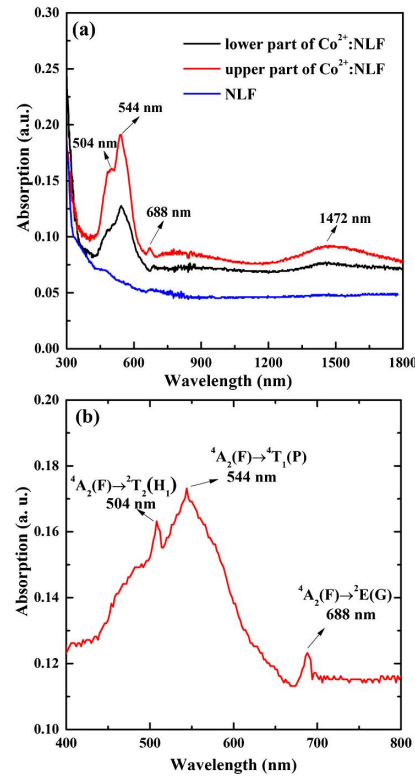 (a)
lower part of Co²⁺:NLF
upper part of Co²⁺:NLF
NLF
544 nm
504 nm
688 nm
1472 nm
0.30
0.25
0.20
0.15
0.10
0.05
0.00
Absorption (a.u.)
300 600 900 1200 1500 1800
Wavelength (nm)
(b)
⁴A₂(F)→⁴T₁(P)
544 nm
⁴A₂(F)→²T₂(H₁)
504 nm
⁴A₂(F)→²E(G)
688 nm
0.20
0.18
0.16
0.14
0.12
0.10
Absorption (a. u.)
400 500 600 700 800
Wavelength (nm)